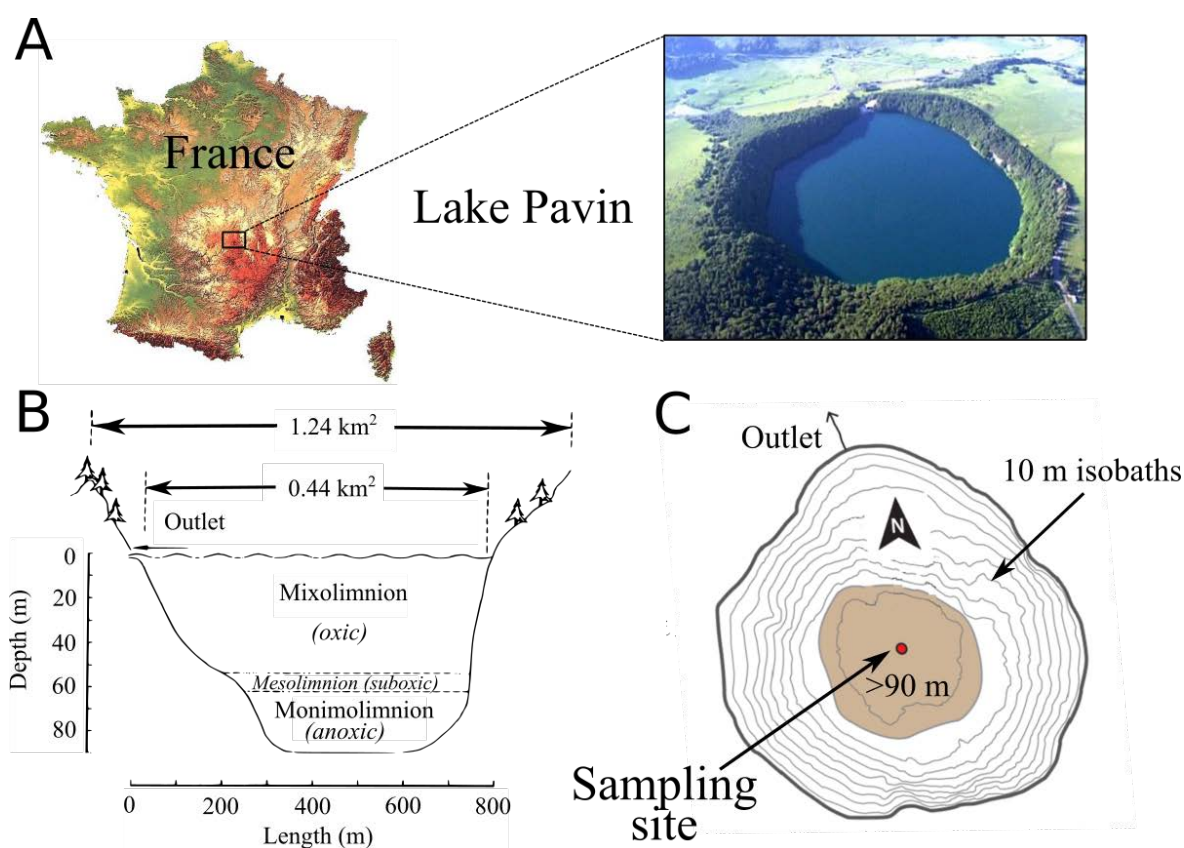 A
France
Lake Pavin
B
1.24 km²
0.44 km²
Outlet
0
20
40
60
80
Depth (m)
Mixolimnion
(oxic)
Mesolimnion (suboxic)
Monimolimnion
(anoxic)
0 200 400 600 800
Length (m)
C
Outlet
10 m isobaths
N
>90 m
Sampling
site